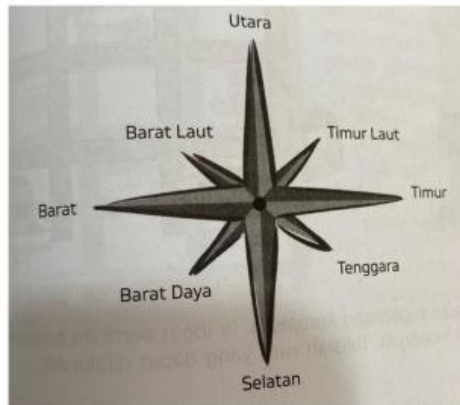 Utara
Barat Laut
Timur Laut
Barat
Timur
Barat Daya
Tenggara
Selatan